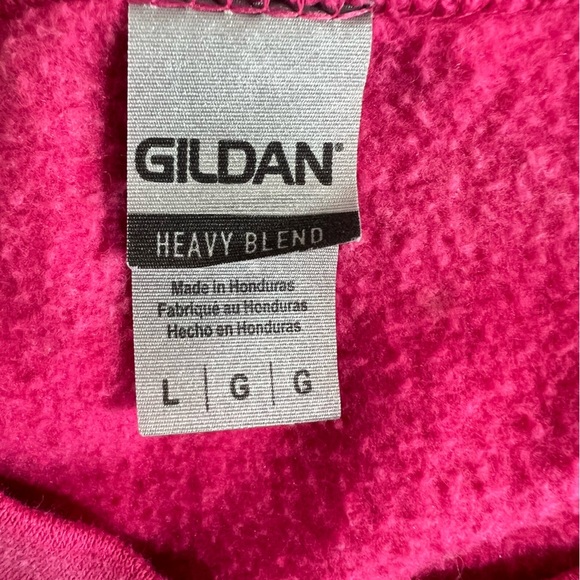 GILDAN®
HEAVY BLEND
Made in Honduras
Fabriqué au Honduras
Hecho en Honduras
L | G | G